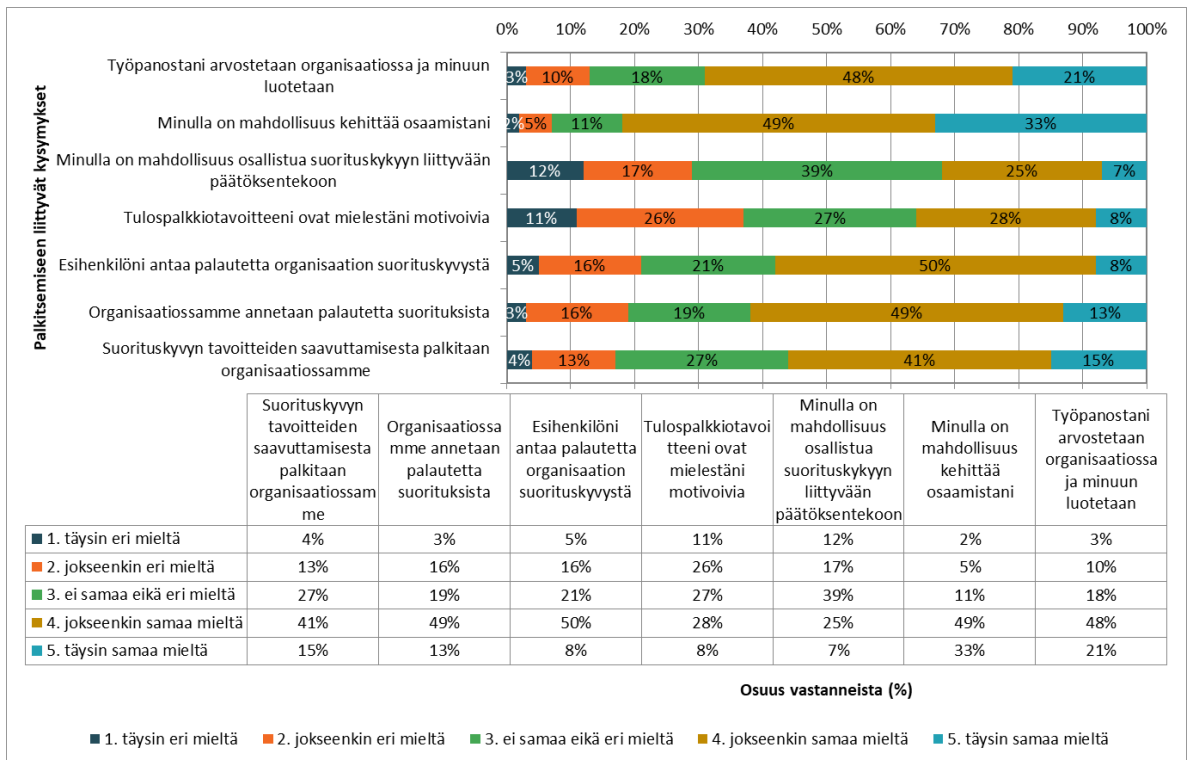 0% 10% 20% 30% 40% 50% 60% 70% 80% 90% 100%
Palkitsemiseen liittyvät kysymykset
Työpanostani arvostetaan organisaatiossa ja minuun
luotetaan
3% 10% 18% 48% 21%
Minulla on mahdollisuus kehittää osaamistani
2% 5% 11% 49% 33%
Minulla on mahdollisuus osallistua suorituskykyyn liittyvään
päätöksentekoon
12% 17% 39% 25% 7%
Tulospalkkiotavoitteeni ovat mielestäni motivoivia
11% 26% 27% 28% 8%
Esihenkilöni antaa palautetta organisaation suorituskyvystä
5% 16% 21% 50% 8%
Organisaatiossamme annetaan palautetta suorituksista
3% 16% 19% 49% 13%
Suorituskyvyn tavoitteiden saavuttamisesta palkitaan
organisaatiossamme
4% 13% 27% 41% 15%
Suorituskyvyn
tavoitteiden
saavuttamisesta
palkitaan
organisaatiossam
me
Organisaatiossa
mme annetaan
palautetta
suorituksista
Esihenkilöni
antaa palautetta
organisaation
suorituskyvystä
Tulospalkkiotavoi
tteeni ovat
mielestäni
motivoivia
Minulla on
mahdollisuus
osallistua
suorituskykyyn
liittyvään
päätöksentekoon
Minulla on
mahdollisuus
kehittää
osaamistani
Työpanostani
arvostetaan
organisaatiossa
ja minuun
luotetaan
1. täysin eri mieltä 4% 3% 5% 11% 12% 2% 3%
2. jokseenkin eri mieltä 13% 16% 16% 26% 17% 5% 10%
3. ei samaa eikä eri mieltä 27% 19% 21% 27% 39% 11% 18%
4. jokseenkin samaa mieltä 41% 49% 50% 28% 25% 49% 48%
5. täysin samaa mieltä 15% 13% 8% 8% 7% 33% 21%
Osuus vastanneista (%)
1. täysin eri mieltä 2. jokseenkin eri mieltä 3. ei samaa eikä eri mieltä 4. jokseenkin samaa mieltä 5. täysin samaa mieltä